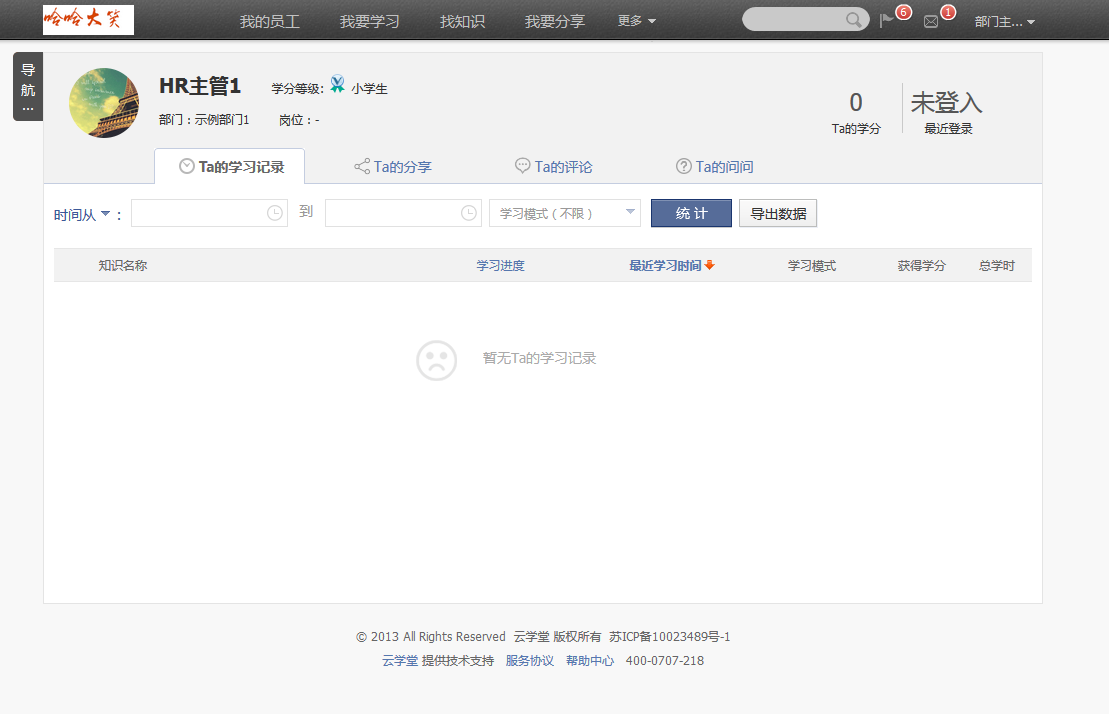 哈哈大笑 我的员工 我要学习 找知识 我要分享 更多 6 1 部门主...
导航...
HR主管1 学分等级: 小学生
部门：示例部门1 岗位：-
0 未登入
Ta的学分 最近登录
Ta的学习记录 Ta的分享 Ta的评论 Ta的问问
时间从 ： 到 学习模式（不限） 统 计 导出数据
知识名称 学习进度 最近学习时间 学习模式 获得学分 总学时
暂无Ta的学习记录
© 2013 All Rights Reserved 云学堂 版权所有 苏ICP备10023489号-1
云学堂 提供技术支持 服务协议 帮助中心 400-0707-218